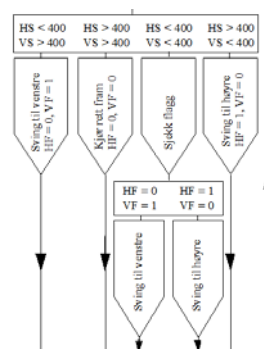 HS < 400 HS > 400 HS < 400 HS > 400
VS > 400 VS > 400 VS < 400 VS < 400
Sving til venstre
HF = 0, VF = 1
Kjør rett fram
HF = 0, VF = 0
Sjekk flagg
Sving til høyre
HF = 1, VF = 0
HF = 0 HF = 1
VF = 1 VF = 0
Sving til venstre
Sving til høyre